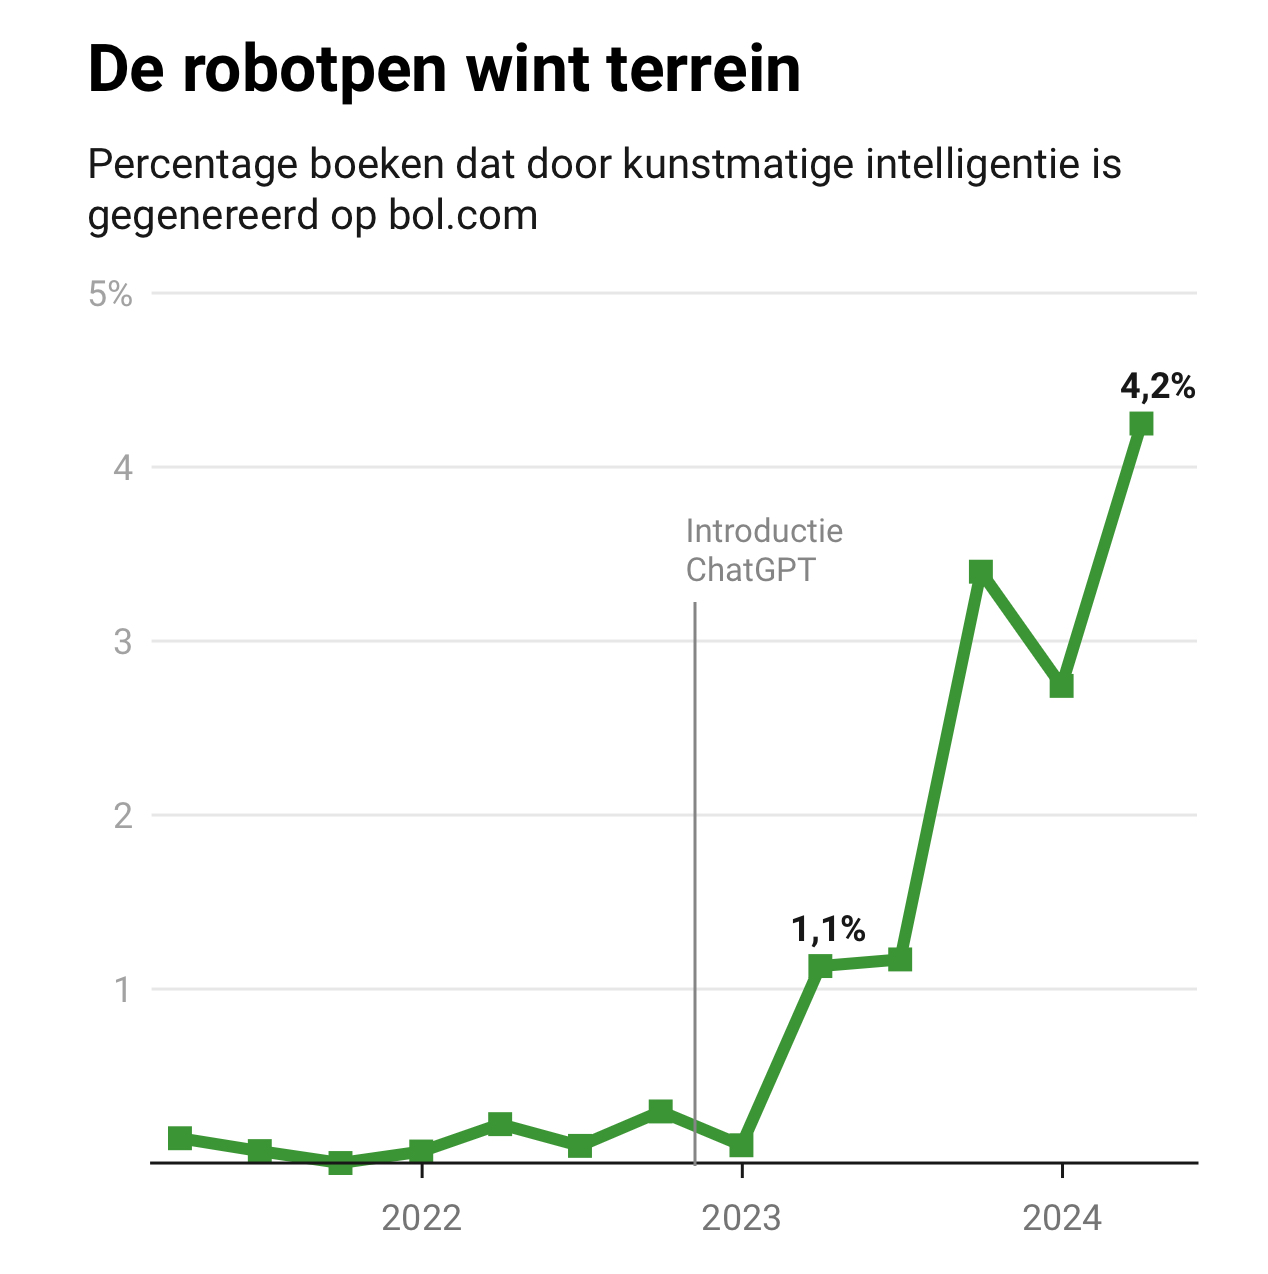 De robotpen wint terrein
Percentage boeken dat door kunstmatige intelligentie is
gegenereerd op bol.com
5%
4,2%
4
Introductie
ChatGPT
3
2
1,1%
1
2022
2023
2024